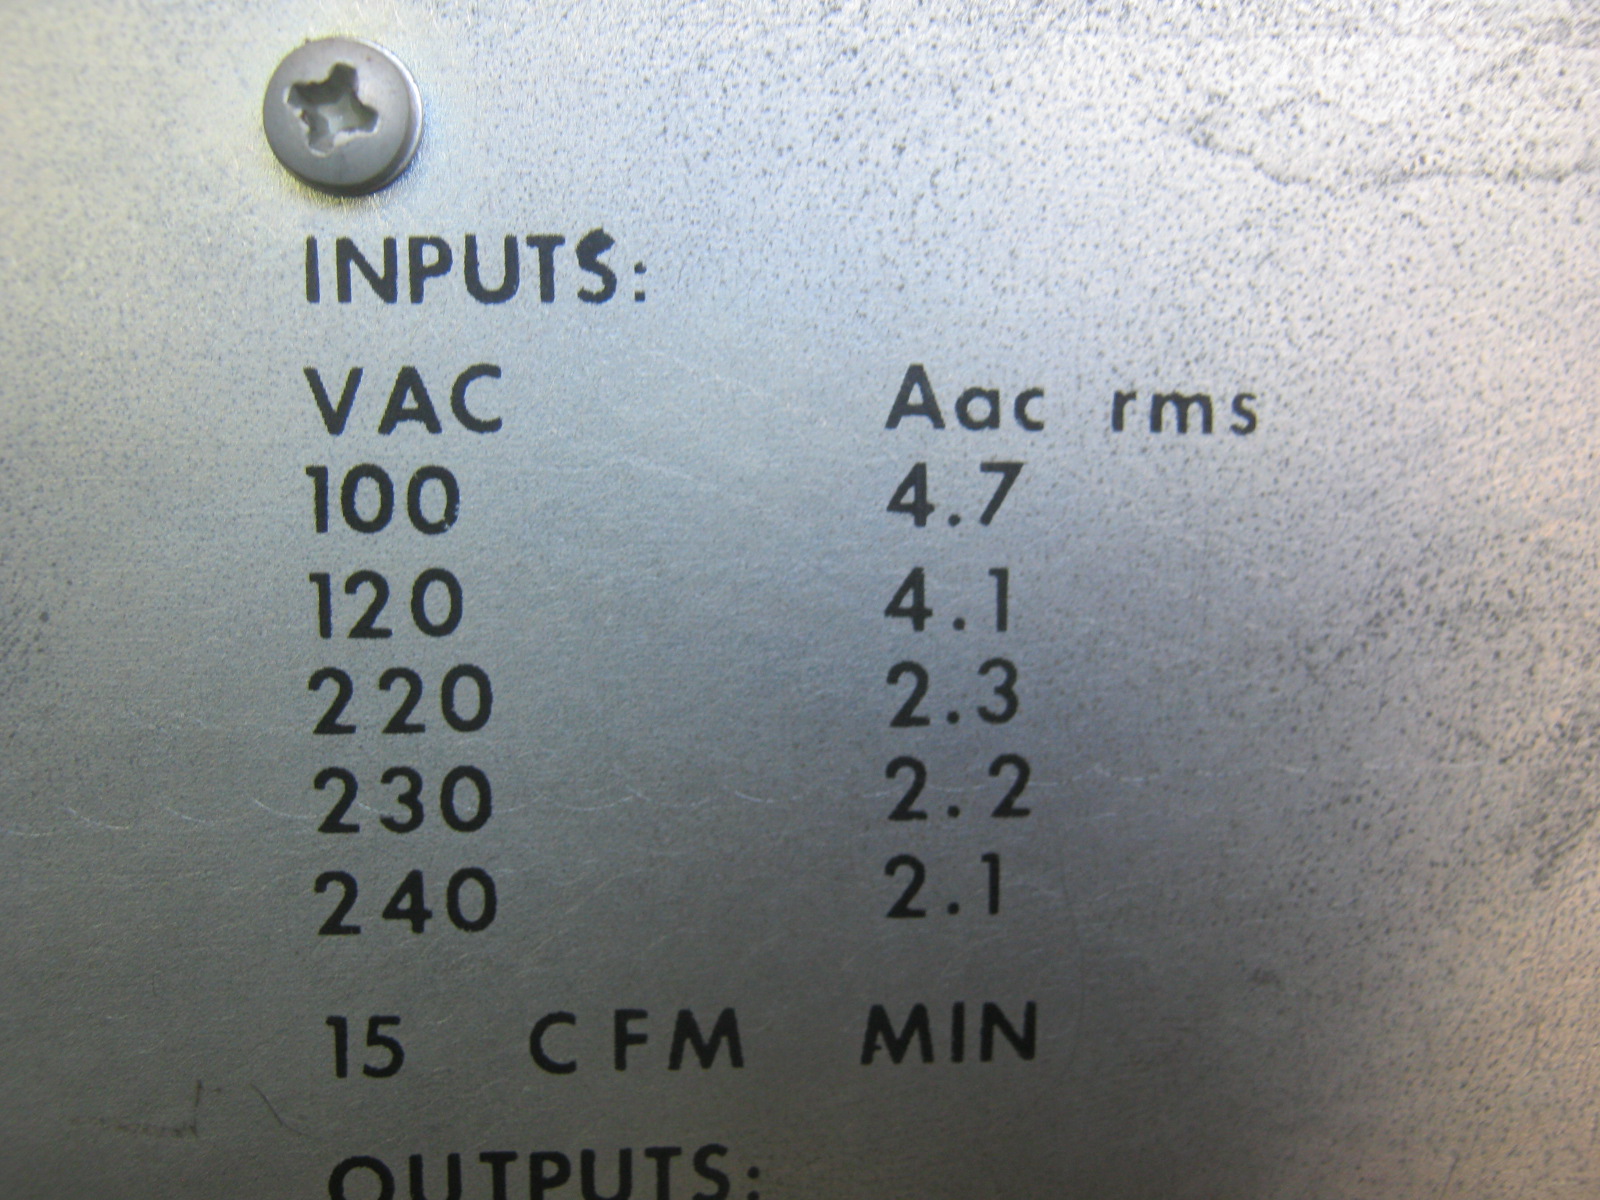 INPUTS:
VAC Aac rms
100 4.7
120 4.1
220 2.3
230 2.2
240 2.1
15 CFM MIN
OUTPUTS: